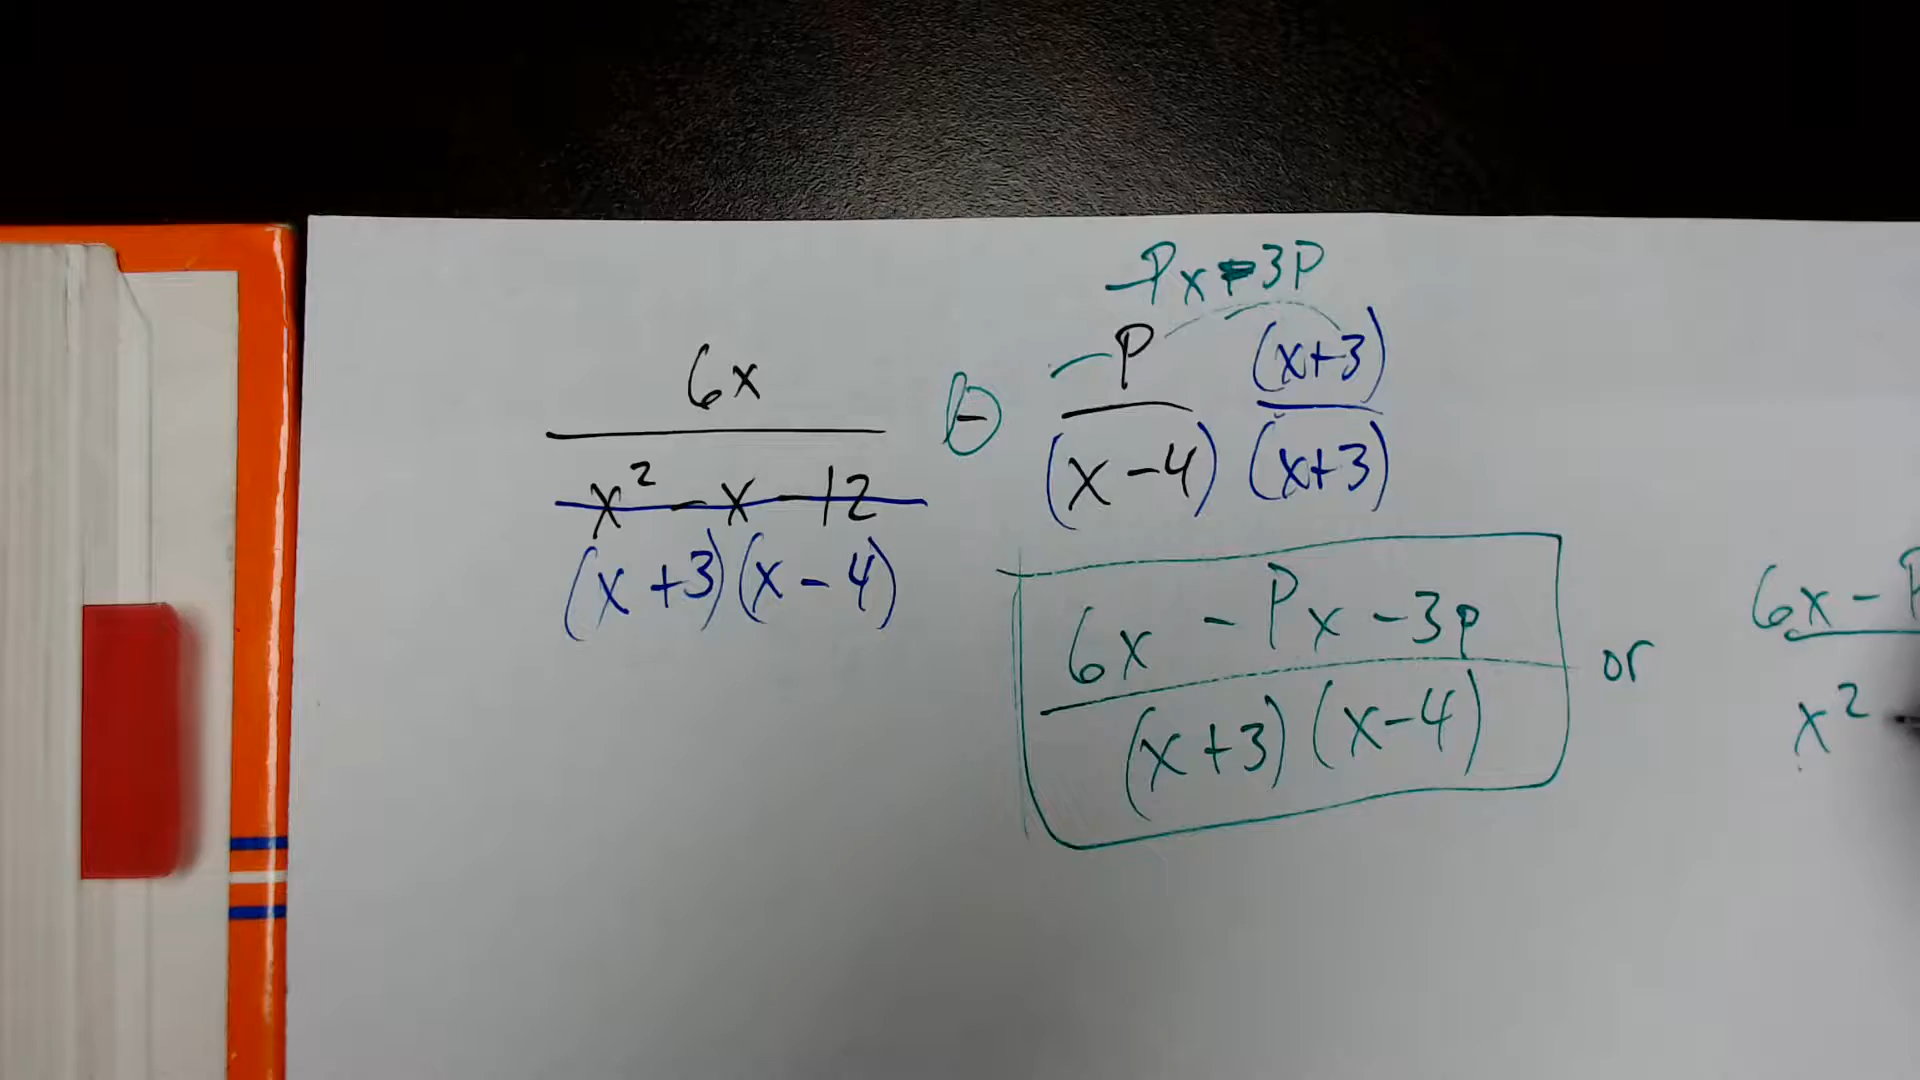 -Px-3P
6x
- P (x+3)
x² - x - 12
(x-4) (x+3)
(x+3)(x-4)
6x - Px - 3p
(x+3)(x-4)
or
6x - P
x²